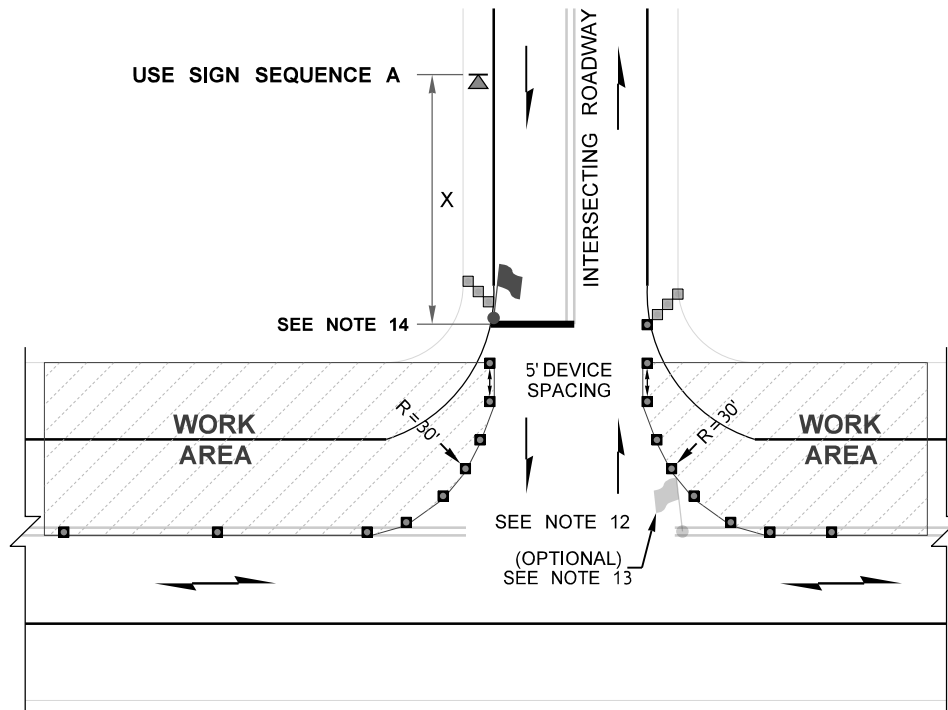 USE SIGN SEQUENCE A
INTERSECTING ROADWAY
X
SEE NOTE 14
5' DEVICE
SPACING
R = 30'
R = 30'
WORK
AREA
WORK
AREA
SEE NOTE 12
(OPTIONAL)
SEE NOTE 13